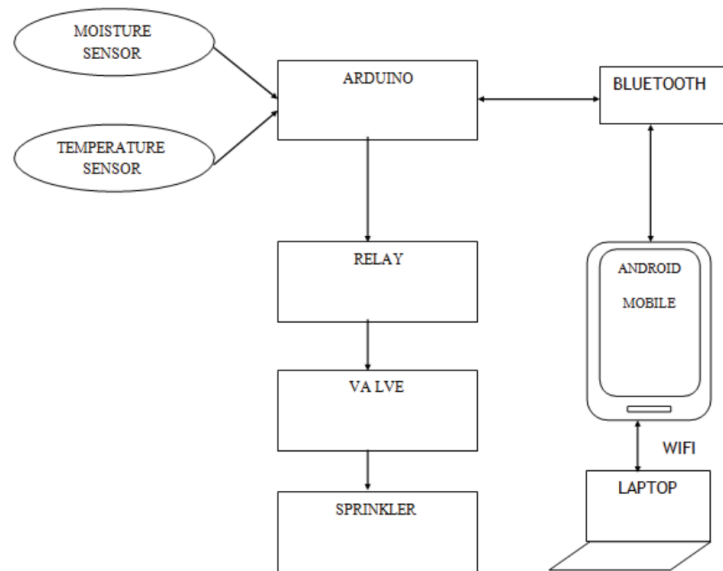 MOISTURE
SENSOR
ARDUINO
BLUETOOTH
TEMPERATURE
SENSOR
RELAY
ANDROID
MOBILE
VA LVE
WIFI
LAPTOP
SPRINKLER